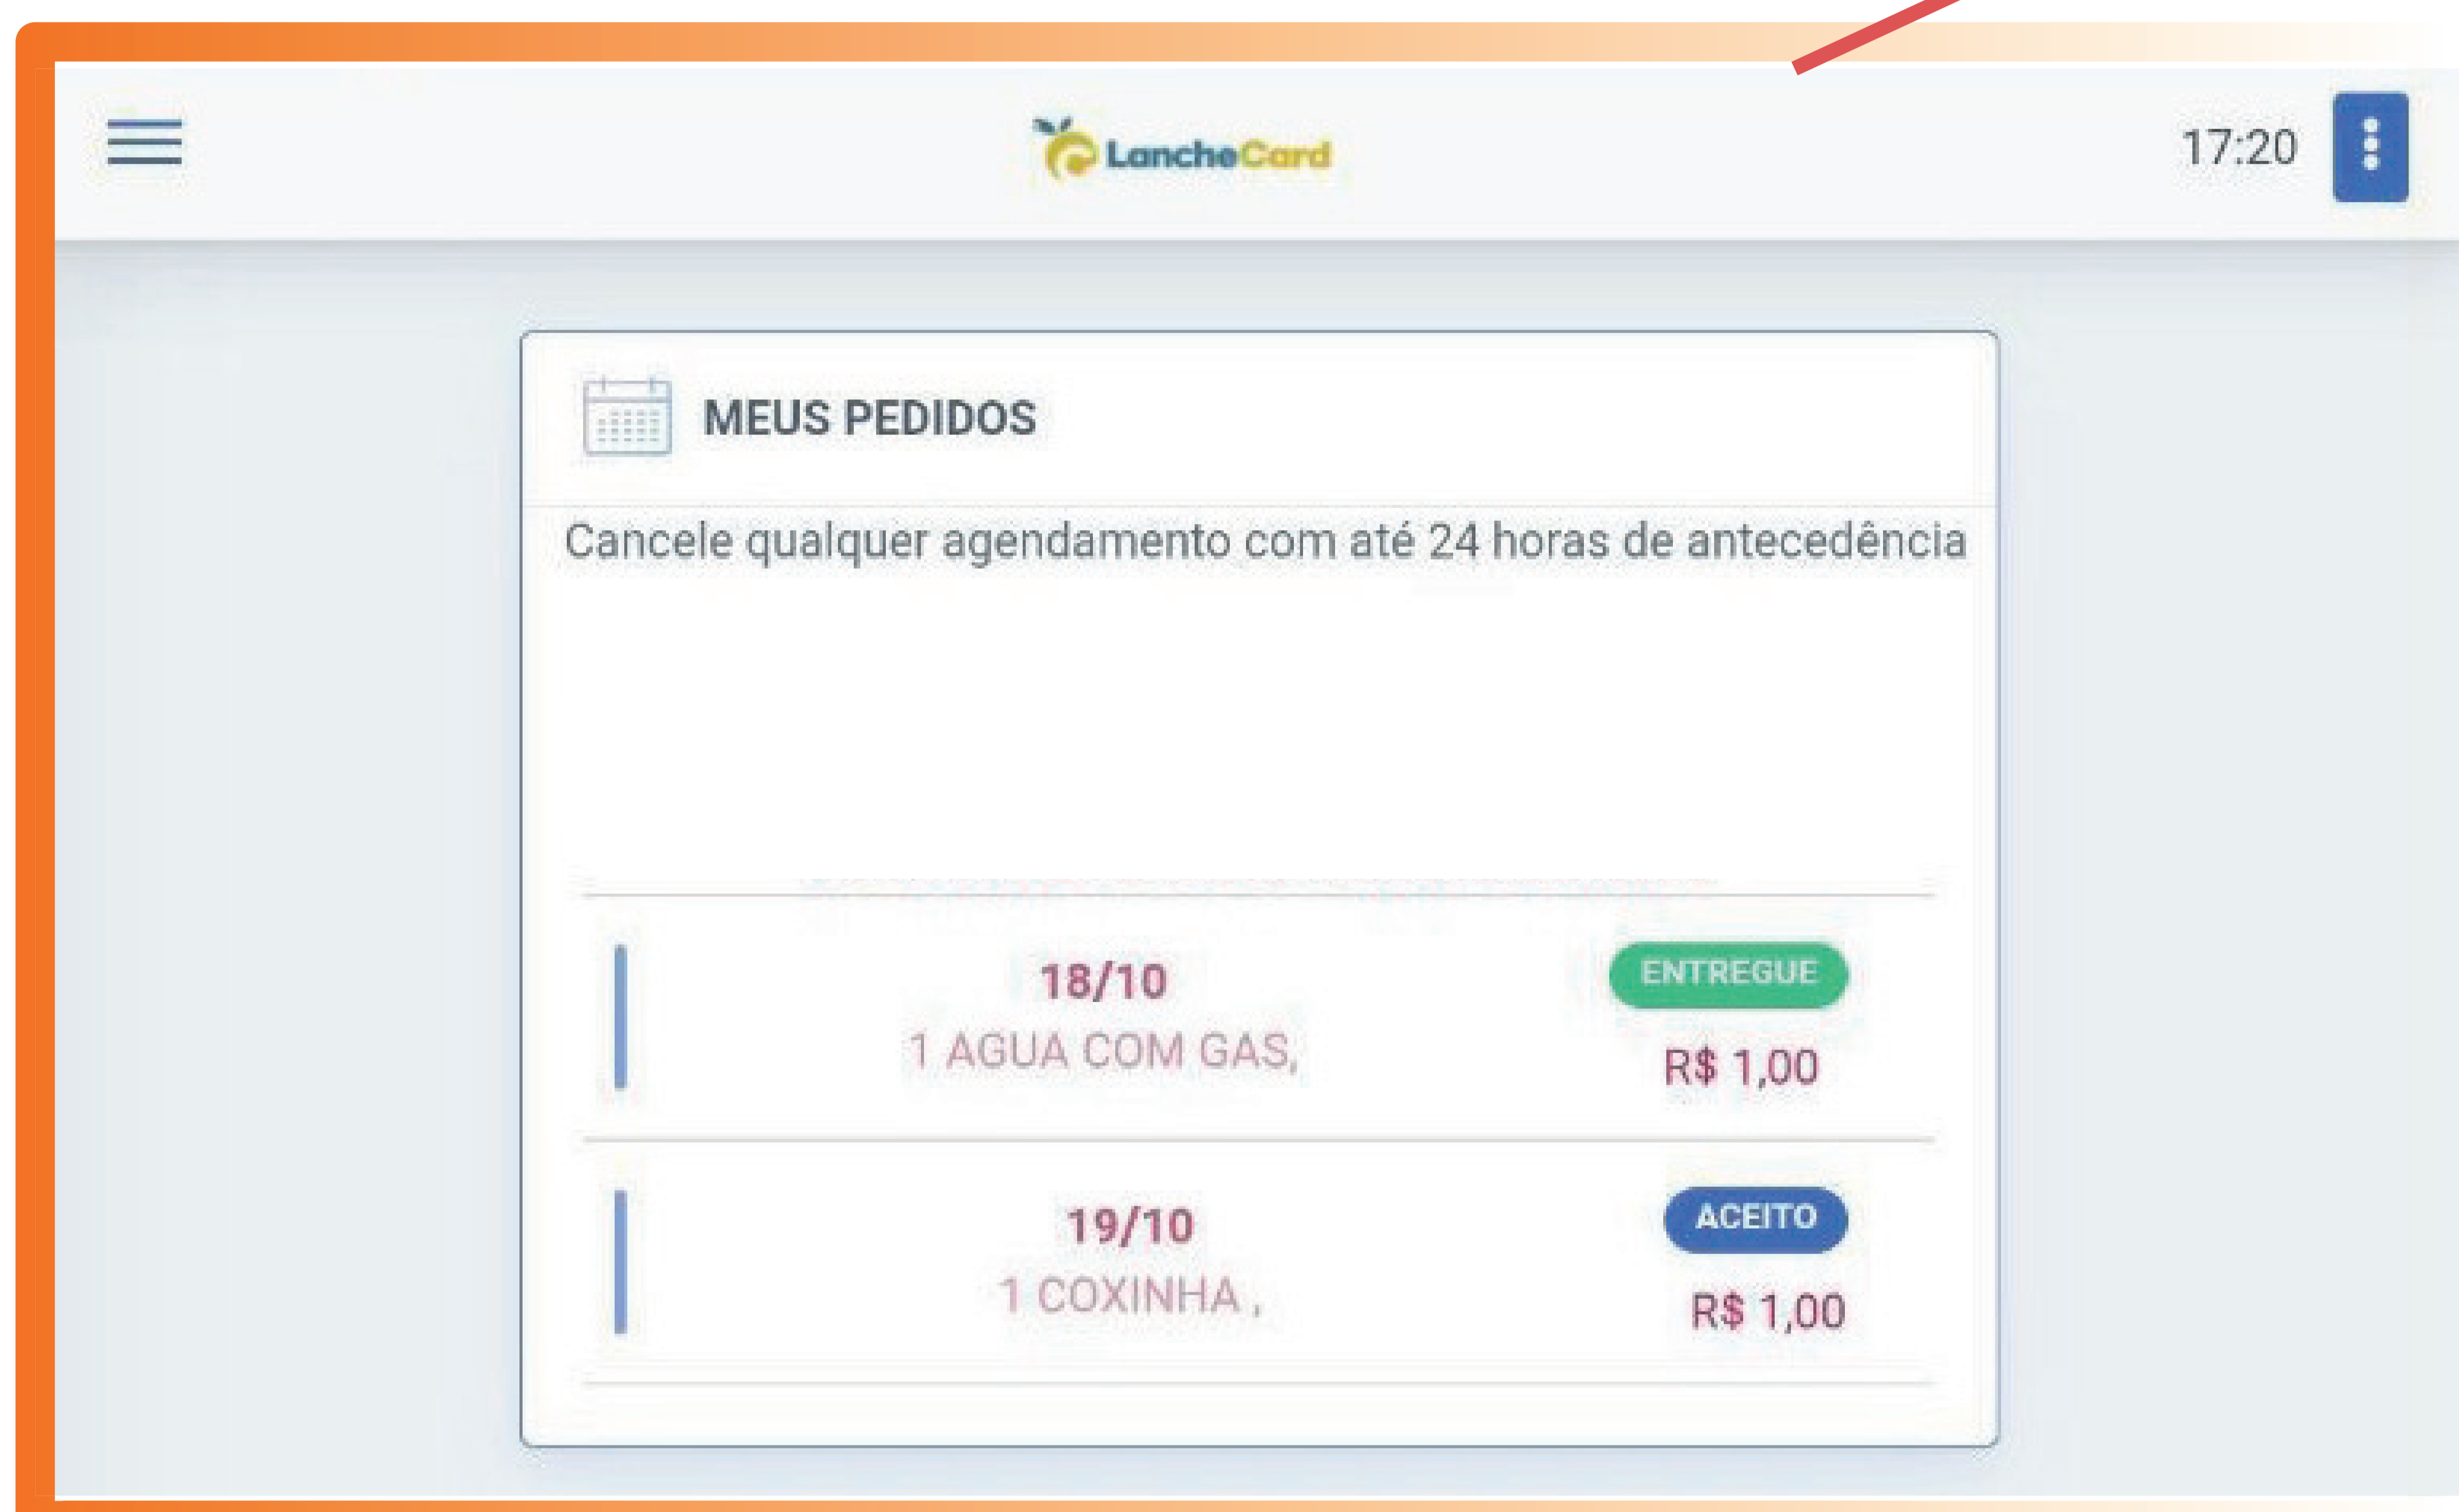 LancheCard
17:20
MEUS PEDIDOS
Cancele qualquer agendamento com até 24 horas de antecedência
18/10
ENTREGUE
1 AGUA COM GAS,
R$ 1,00
19/10
ACEITO
1 COXINHA ,
R$ 1,00